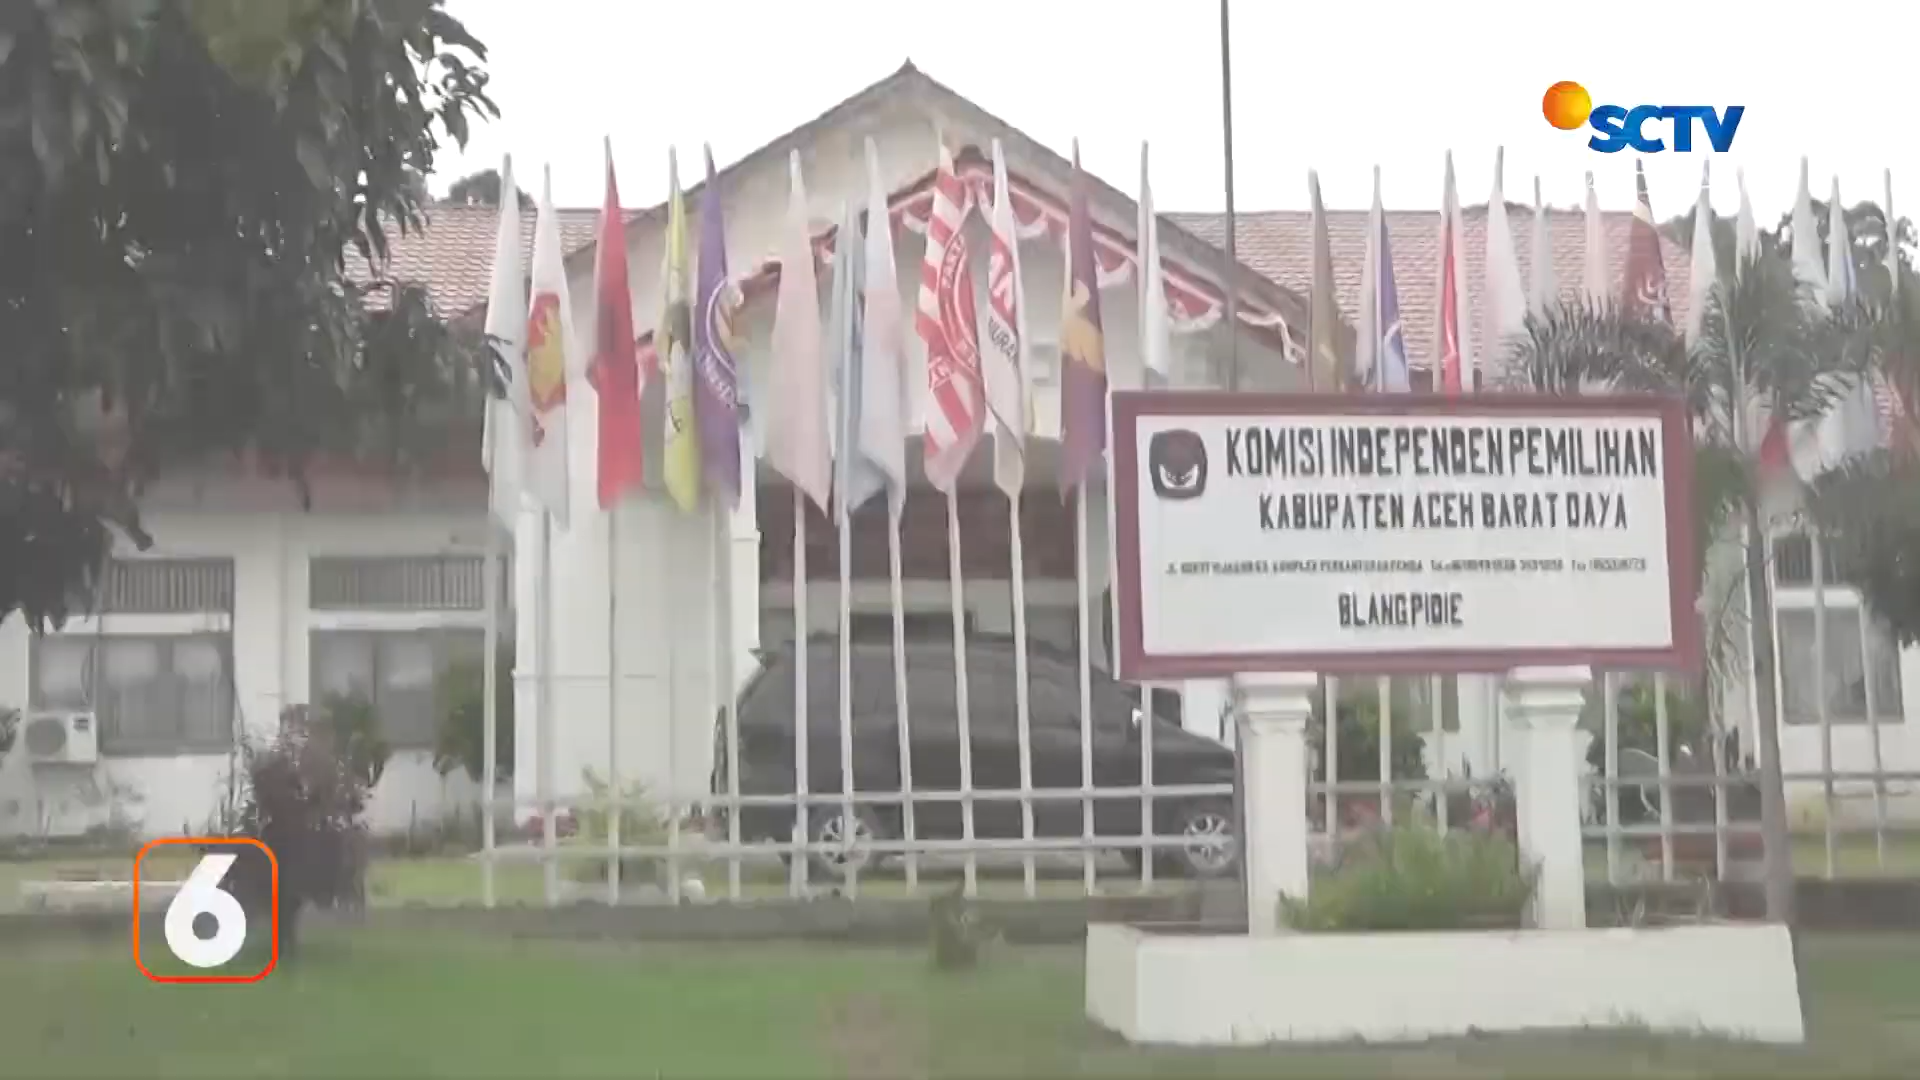 SCTV
KOMISI INDEPENDEN PEMILIHAN
KABUPATEN ACEH BARAT DAYA
BLANGPIDIE
6